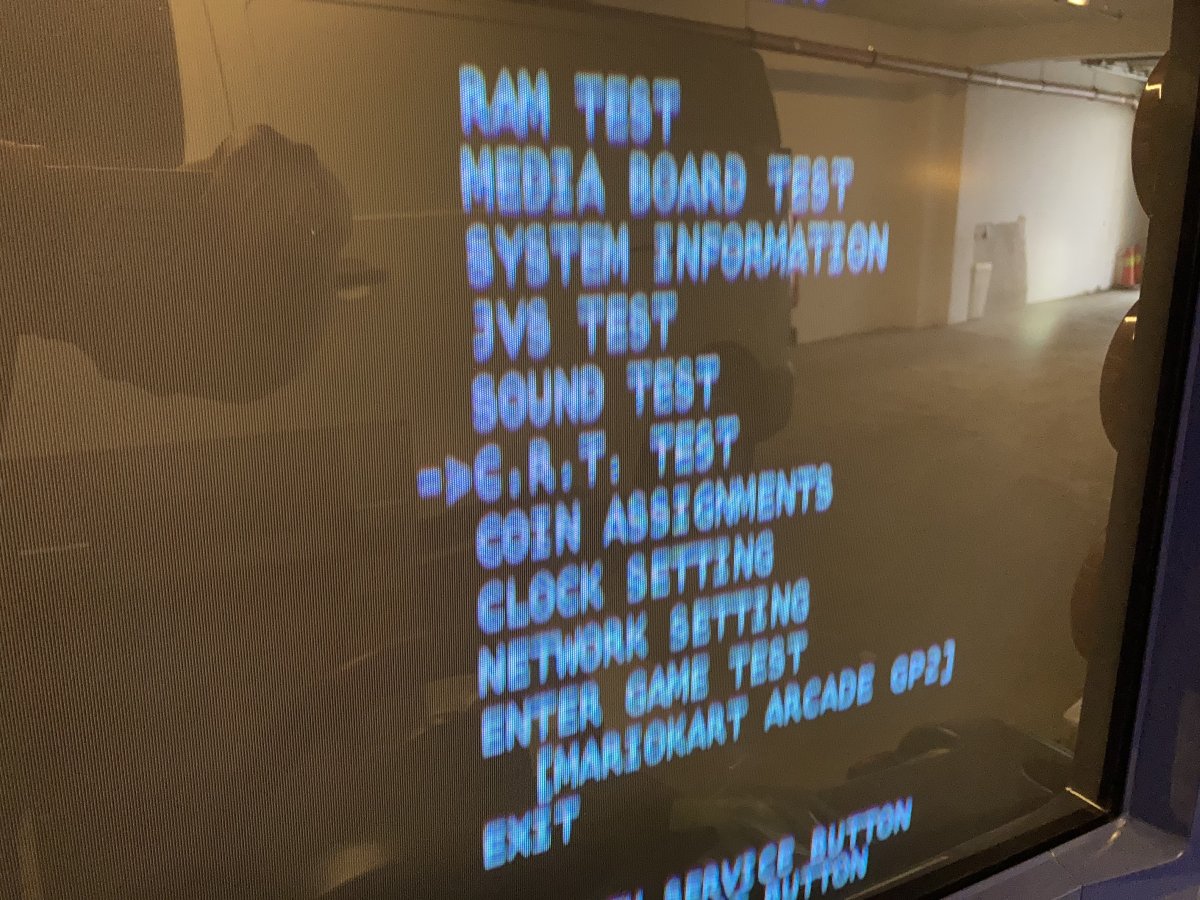 RAM TEST
MEDIA BOARD TEST
SYSTEM INFORMATION
JVS TEST
SOUND TEST
=>C.R.T. TEST
COIN ASSIGNMENTS
CLOCK SETTING
NETWORK SETTING
ENTER GAME TEST
[MARIOKART ARCADE GP2]
EXIT
SERVICE BUTTON
BUTTON